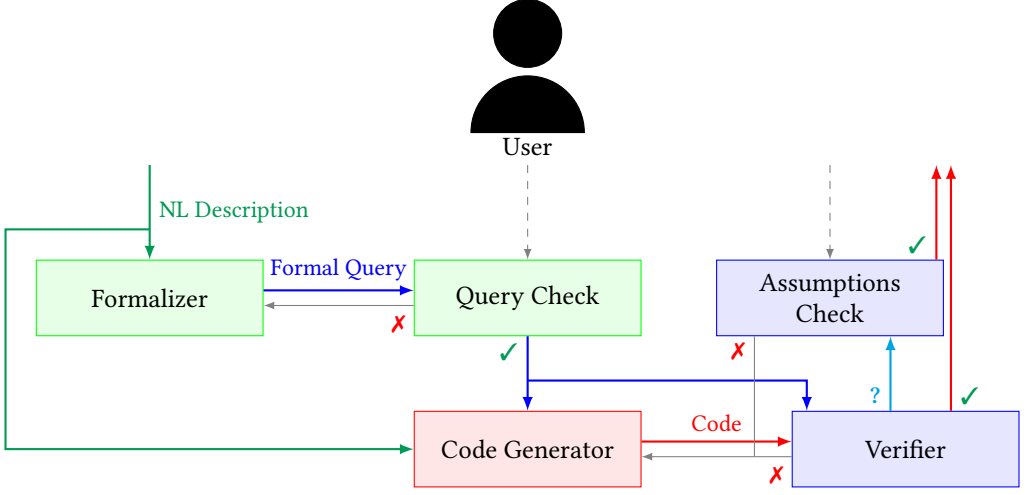 User
NL Description
Formal Query
Formalizer
Query Check
Assumptions
Check
✗
✓
✓
✗
?
✓
Code
Code Generator
Verifier
✗